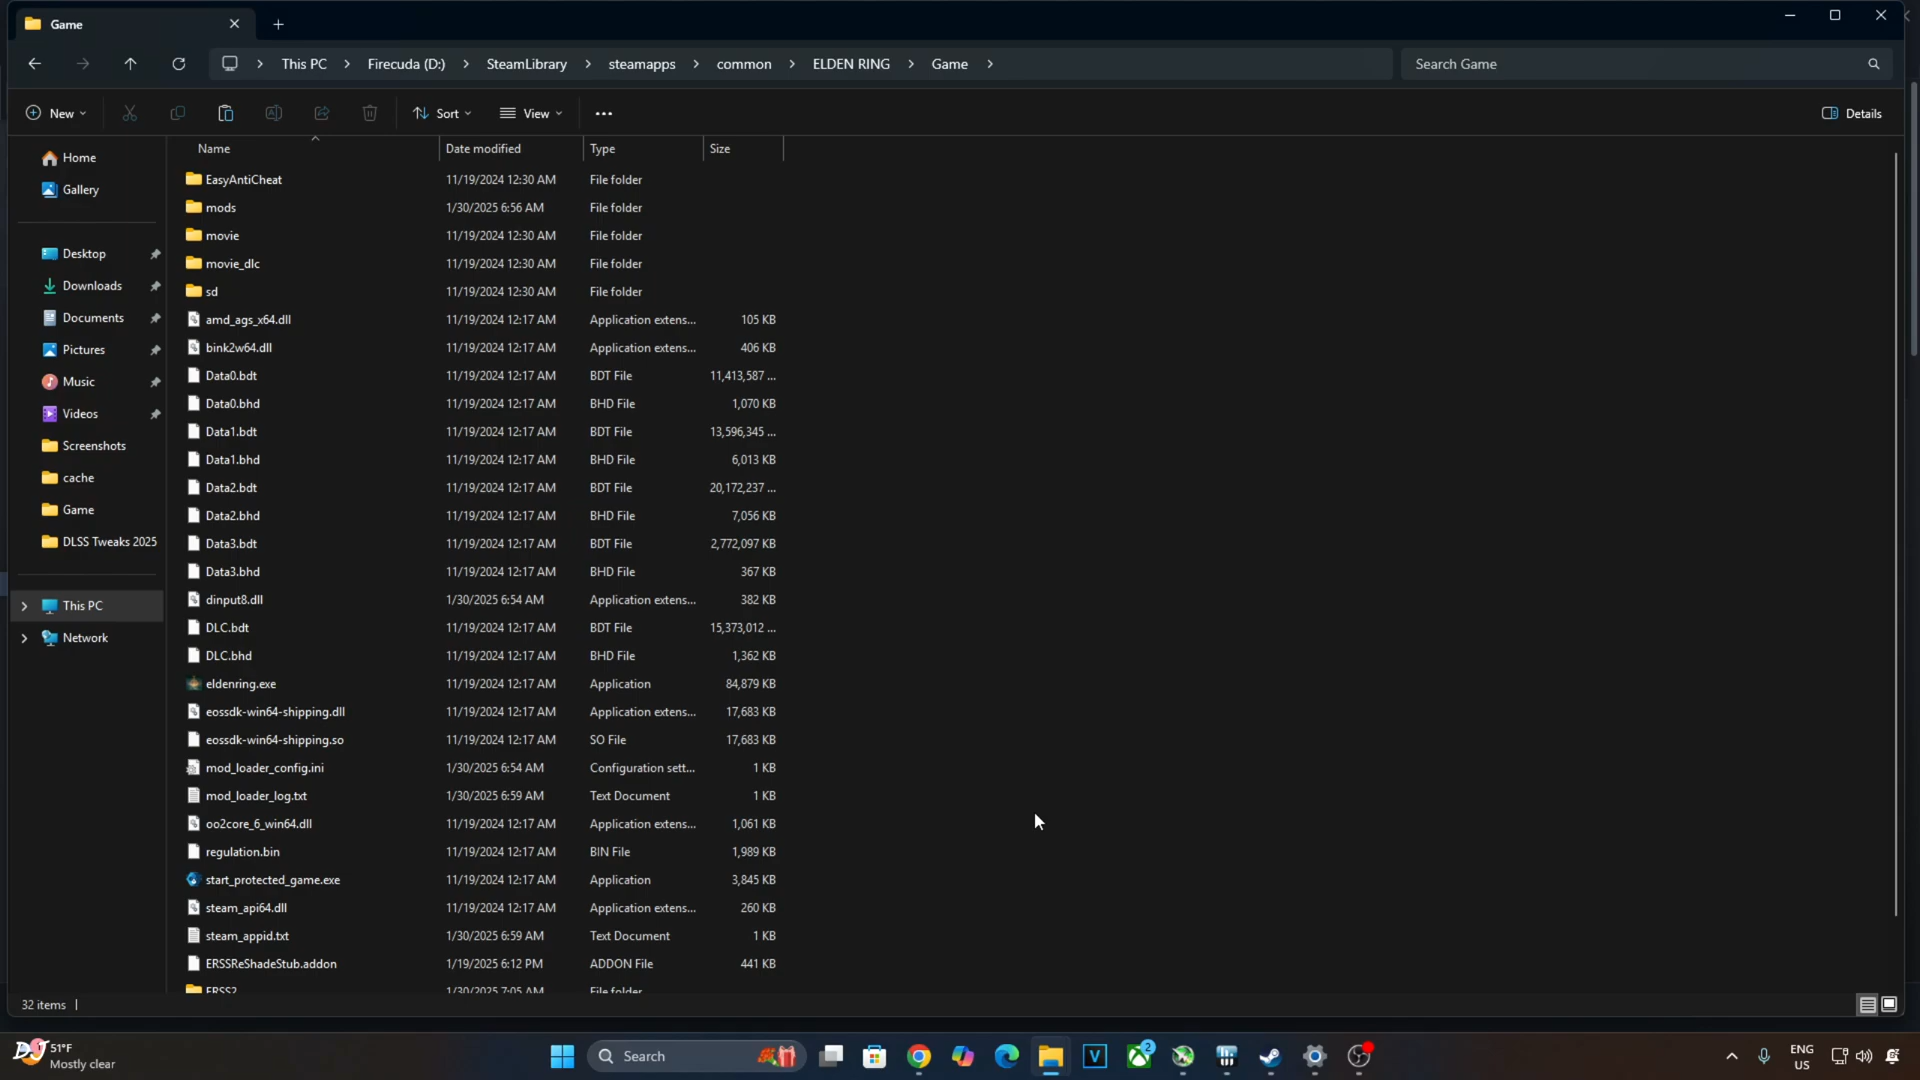 Game
This PC Firecuda (D:) SteamLibrary steamapps common ELDEN RING Game
Search Game
New Sort View ... Details
Name Date modified Type Size
Home
Gallery
Desktop
Downloads
Documents
Pictures
Music
Videos
Screenshots
cache
Game
DLSS Tweaks 2025
This PC
Network
EasyAntiCheat 11/19/2024 12:30 AM File folder
mods 1/30/2025 6:56 AM File folder
movie 11/19/2024 12:30 AM File folder
movie_dlc 11/19/2024 12:30 AM File folder
sd 11/19/2024 12:30 AM File folder
amd_ags_x64.dll 11/19/2024 12:17 AM Application extens... 105 KB
bink2w64.dll 11/19/2024 12:17 AM Application extens... 406 KB
Data0.bdt 11/19/2024 12:17 AM BDT File 11,413,587 ...
Data0.bhd 11/19/2024 12:17 AM BHD File 1,070 KB
Data1.bdt 11/19/2024 12:17 AM BDT File 13,596,345 ...
Data1.bhd 11/19/2024 12:17 AM BHD File 6,013 KB
Data2.bdt 11/19/2024 12:17 AM BDT File 20,172,237 ...
Data2.bhd 11/19/2024 12:17 AM BHD File 7,056 KB
Data3.bdt 11/19/2024 12:17 AM BDT File 2,772,097 KB
Data3.bhd 11/19/2024 12:17 AM BHD File 367 KB
dinput8.dll 1/30/2025 6:54 AM Application extens... 382 KB
DLC.bdt 11/19/2024 12:17 AM BDT File 15,373,012 ...
DLC.bhd 11/19/2024 12:17 AM BHD File 1,362 KB
eldenring.exe 11/19/2024 12:17 AM Application 84,879 KB
eossdk-win64-shipping.dll 11/19/2024 12:17 AM Application extens... 17,683 KB
eossdk-win64-shipping.so 11/19/2024 12:17 AM SO File 17,683 KB
mod_loader_config.ini 1/30/2025 6:54 AM Configuration sett... 1 KB
mod_loader_log.txt 1/30/2025 6:59 AM Text Document 1 KB
oo2core_6_win64.dll 11/19/2024 12:17 AM Application extens... 1,061 KB
regulation.bin 11/19/2024 12:17 AM BIN File 1,989 KB
start_protected_game.exe 11/19/2024 12:17 AM Application 3,845 KB
steam_api64.dll 11/19/2024 12:17 AM Application extens... 260 KB
steam_appid.txt 1/30/2025 6:59 AM Text Document 1 KB
ERSSReShadeStub.addon 1/19/2025 6:12 PM ADDON File 441 KB
ERSS2 1/30/2025 7:05 AM File folder
32 items
51°F
Mostly clear
Search
V
2
ENG
US